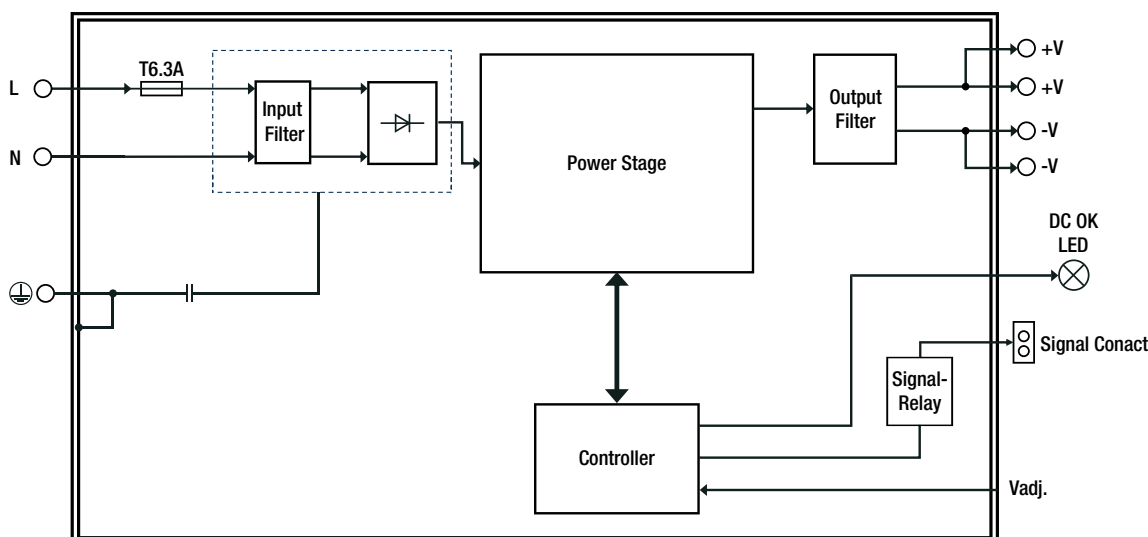 L
T6.3A
Input
Filter
N
Power Stage
Output
Filter
+V
+V
-V
-V
DC OK
LED
Signal Conact
Signal-
Relay
Controller
Vadj.